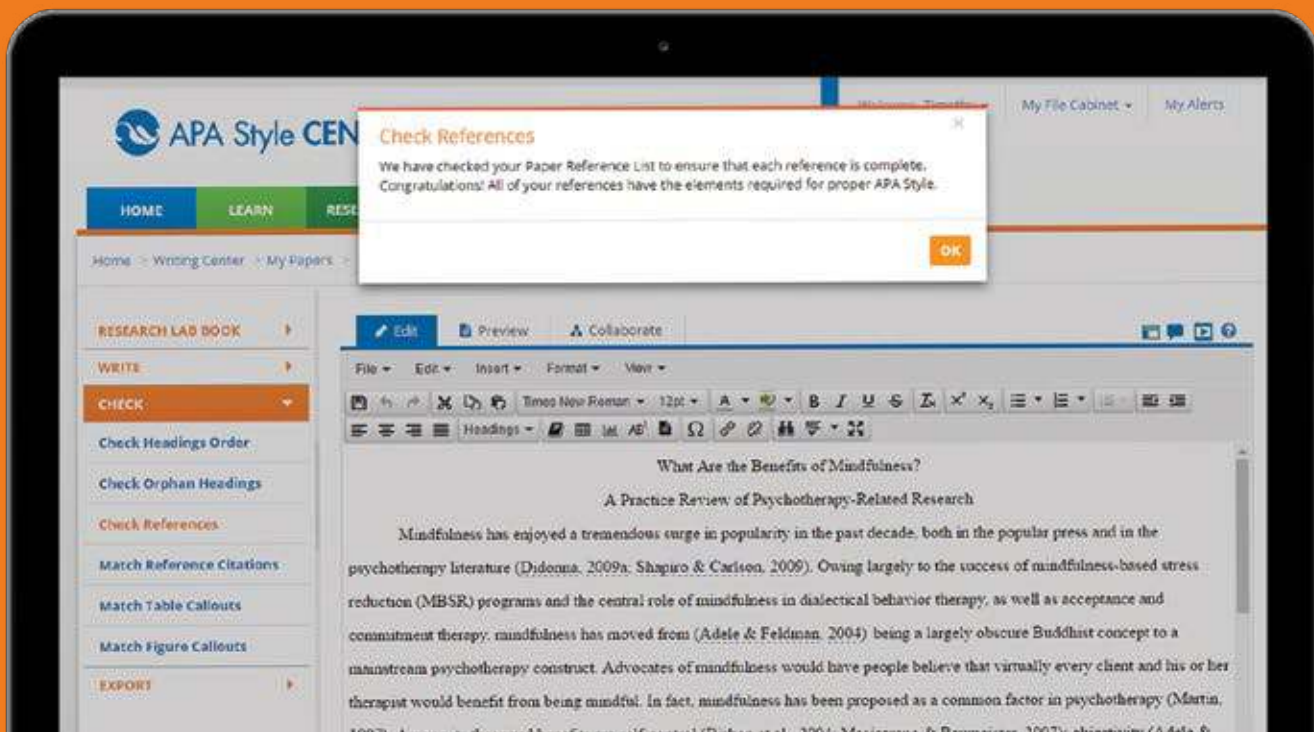 APA Style CEN
My File Cabinet
My Alerts
Check References
We have checked your Paper Reference List to ensure that each reference is complete.
Congratulations! All of your references have the elements required for proper APA Style.
OK
HOME
LEARN
RESE
Home > Writing Center > My Papers >
RESEARCH LAB BOOK
WRITE
CHECK
Check Headings Order
Check Orphan Headings
Check References
Match Reference Citations
Match Table Callouts
Match Figure Callouts
EXPORT
Edit
Preview
Collaborate
File Edit Insert Format View
Times New Roman 12pt A B I U S
Headings
What Are the Benefits of Mindfulness?
A Practice Review of Psychotherapy-Related Research
Mindfulness has enjoyed a tremendous surge in popularity in the past decade, both in the popular press and in the
psychotherapy literature (Didonna, 2009a; Shapiro & Carlson, 2009). Owing largely to the success of mindfulness-based stress
reduction (MBSR) programs and the central role of mindfulness in dialectical behavior therapy, as well as acceptance and
commitment therapy, mindfulness has moved from (Adele & Feldman, 2004) being a largely obscure Buddhist concept to a
mainstream psychotherapy construct. Advocates of mindfulness would have people believe that virtually every client and his or her
therapist would benefit from being mindful. In fact, mindfulness has been proposed as a common factor in psychotherapy (Martin,